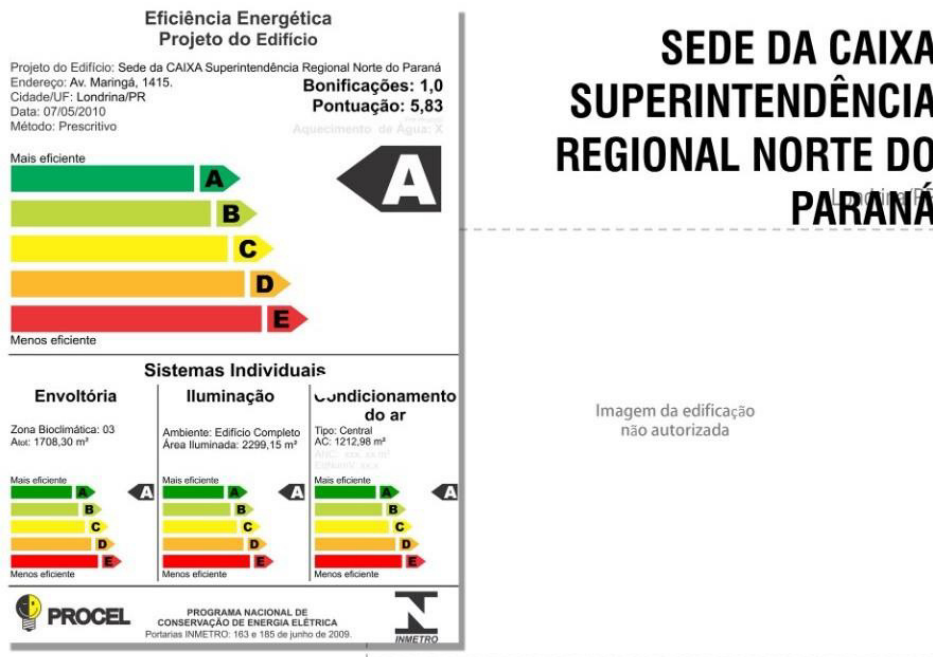 Eficiência Energética
Projeto do Edifício
Projeto do Edifício: Sede da CAIXA Superintendência Regional Norte do Paraná
Endereço: Av. Maringá, 1415.
Cidade/UF: Londrina/PR
Data: 07/05/2010
Método: Prescritivo
Bonificações: 1,0
Pontuação: 5,83
Aquecimento de Água: X
Mais eficiente
A
A
B
C
D
E
Menos eficiente
Sistemas Individuais
Envoltória
Zona Bioclimática: 03
Atot: 1708,30 m²
Mais eficiente
A
A
B
C
D
E
Menos eficiente
Iluminação
Ambiente: Edifício Completo
Área Iluminada: 2299,15 m²
Mais eficiente
A
A
B
C
D
E
Menos eficiente
Condicionamento
do ar
Tipo: Central
AC: 1212,98 m²
Mais eficiente
A
A
B
C
D
E
Menos eficiente
PROCEL
PROGRAMA NACIONAL DE
CONSERVAÇÃO DE ENERGIA ELÉTRICA
Portarias INMETRO: 163 e 185 de junho de 2009.
INMETRO
SEDE DA CAIXA
SUPERINTENDÊNCIA
REGIONAL NORTE DO
PARANÁ
Londrina/PR
Imagem da edificação
não autorizada